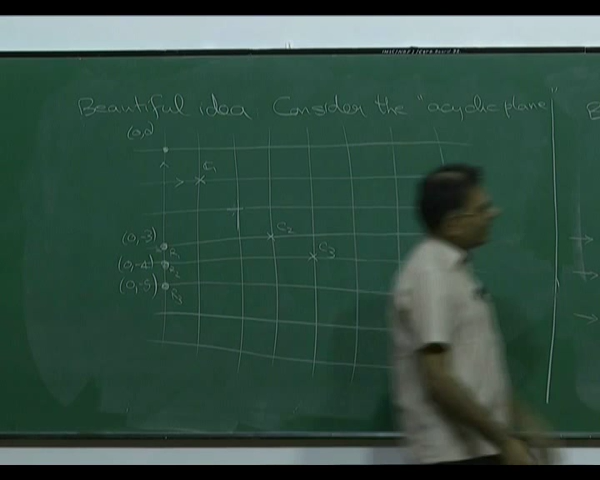 Beautiful idea Consider the "acyclic plane"
(0,0)
C1
(0,-3)
C2
(0,-4)
C3
(0,-5)